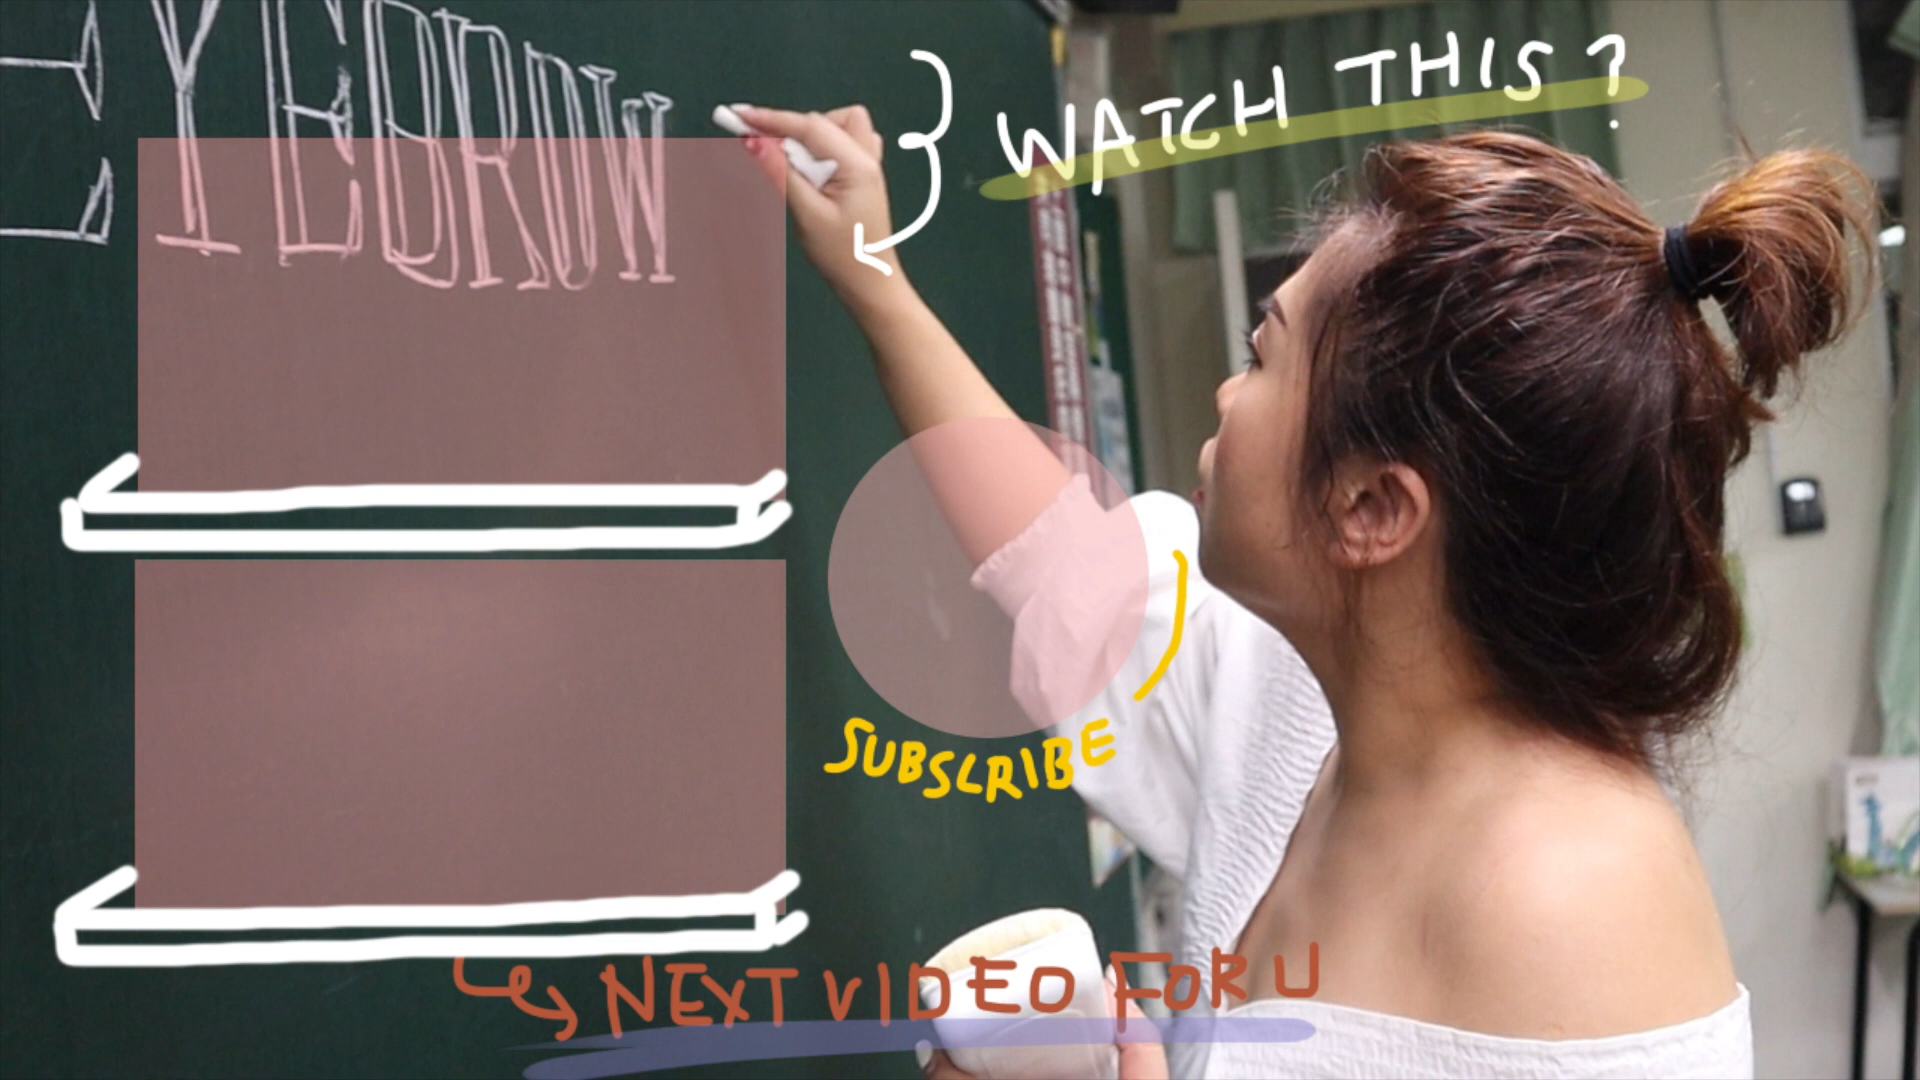 EYEBROW
WATCH THIS?
SUBSCRIBE
NEXT VIDEO FOR U